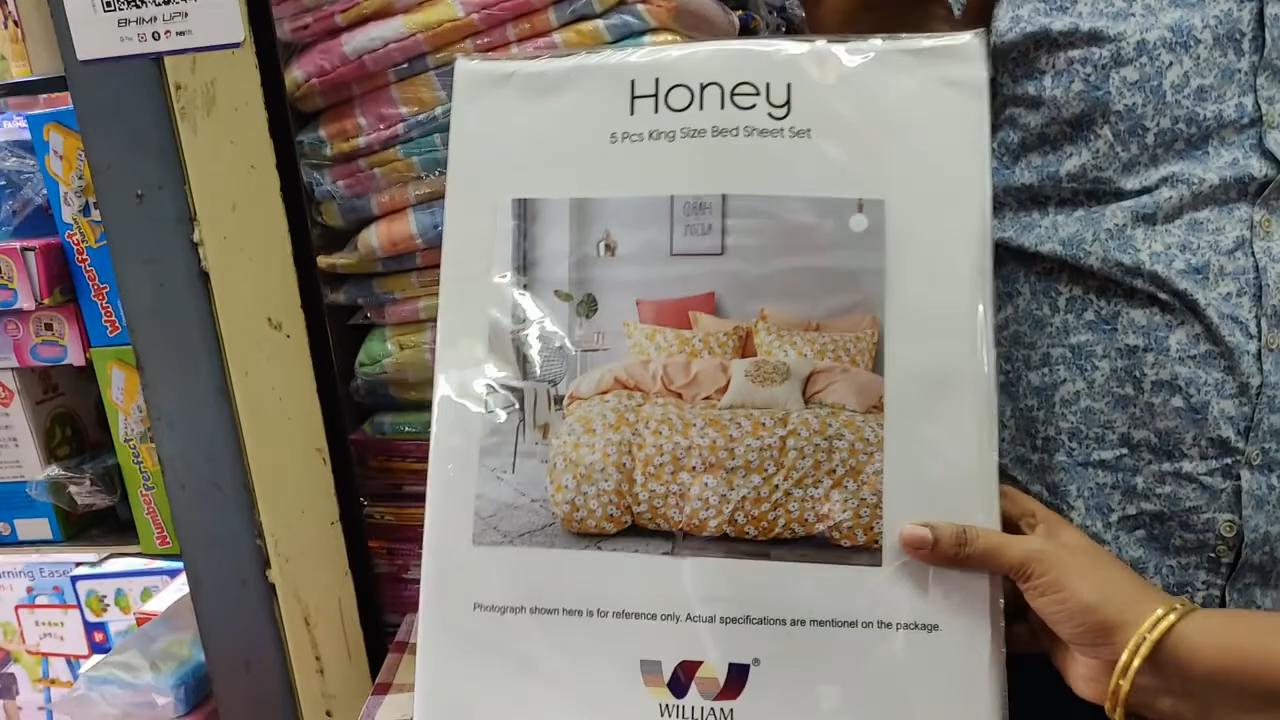 BHIM UPI
Honey
5 Pcs King Size Bed Sheet Set
Photograph shown here is for reference only. Actual specifications are mentionel on the package.
®
WILLIAM
Wordperfect
NumberPerfect